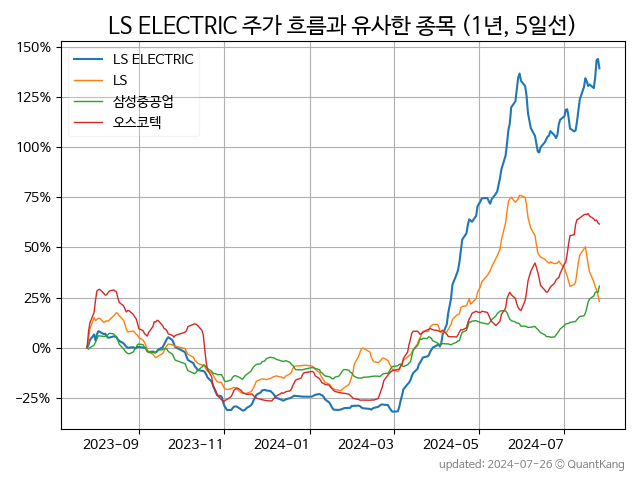 LS ELECTRIC 주가 흐름과 유사한 종목 (1년, 5일선)
LS ELECTRIC
LS
삼성중공업
오스코텍
150%
125%
100%
75%
50%
25%
0%
−25%
2023-09
2023-11
2024-01
2024-03
2024-05
2024-07
updated: 2024-07-26 © QuantKang